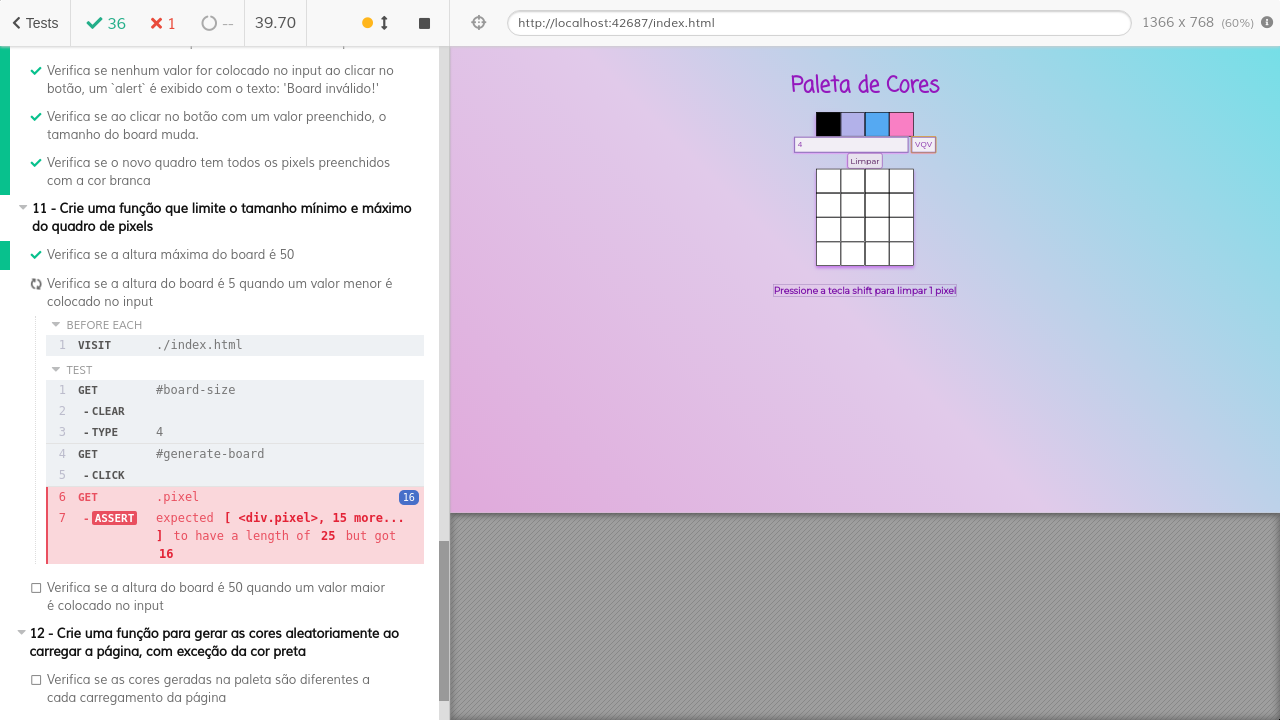 Tests
36
1
--
39.70
Verifica se nenhum valor for colocado no input ao clicar no
botão, um `alert` é exibido com o texto: 'Board inválido!'
Verifica se ao clicar no botão com um valor preenchido, o
tamanho do board muda.
Verifica se o novo quadro tem todos os pixels preenchidos
com a cor branca
11 - Crie uma função que limite o tamanho mínimo e máximo
do quadro de pixels
Verifica se a altura máxima do board é 50
Verifica se a altura do board é 5 quando um valor menor é
colocado no input
BEFORE EACH
1 VISIT ./index.html
TEST
1 GET #board-size
2 - CLEAR
3 - TYPE 4
4 GET #generate-board
5 - CLICK
6 GET .pixel 16
7 - ASSERT expected [ <div.pixel>, 15 more...
] to have a length of 25 but got
16
Verifica se a altura do board é 50 quando um valor maior
é colocado no input
12 - Crie uma função para gerar as cores aleatoriamente ao
carregar a página, com exceção da cor preta
Verifica se as cores geradas na paleta são diferentes a
cada carregamento da página
http://localhost:42687/index.html
1366 x 768 (60%)
Paleta de Cores
4 VQV
Limpar
Pressione a tecla shift para limpar 1 pixel